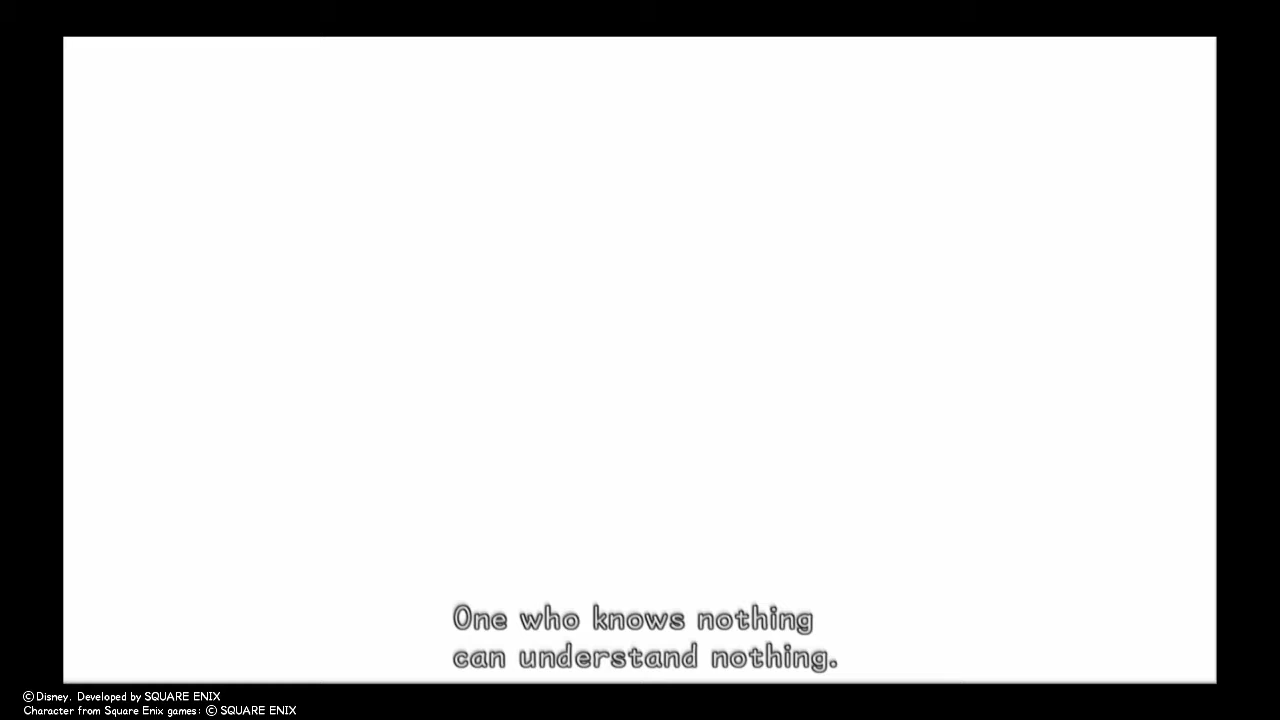 One who knows nothing
can understand nothing.
©Disney. Developed by SQUARE ENIX
Character from Square Enix games: © SQUARE ENIX